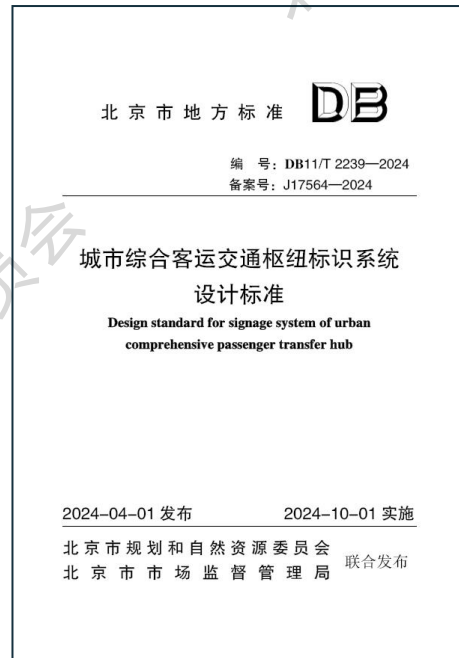 北京市地方标准 DB
编 号：DB11/T 2239—2024
备案号：J17564—2024
城市综合客运交通枢纽标识系统
设计标准
Design standard for signage system of urban
comprehensive passenger transfer hub
2024-04-01 发布 2024-10-01 实施
北京市规划和自然资源委员会
北京市市场监督管理局
联合发布
员会